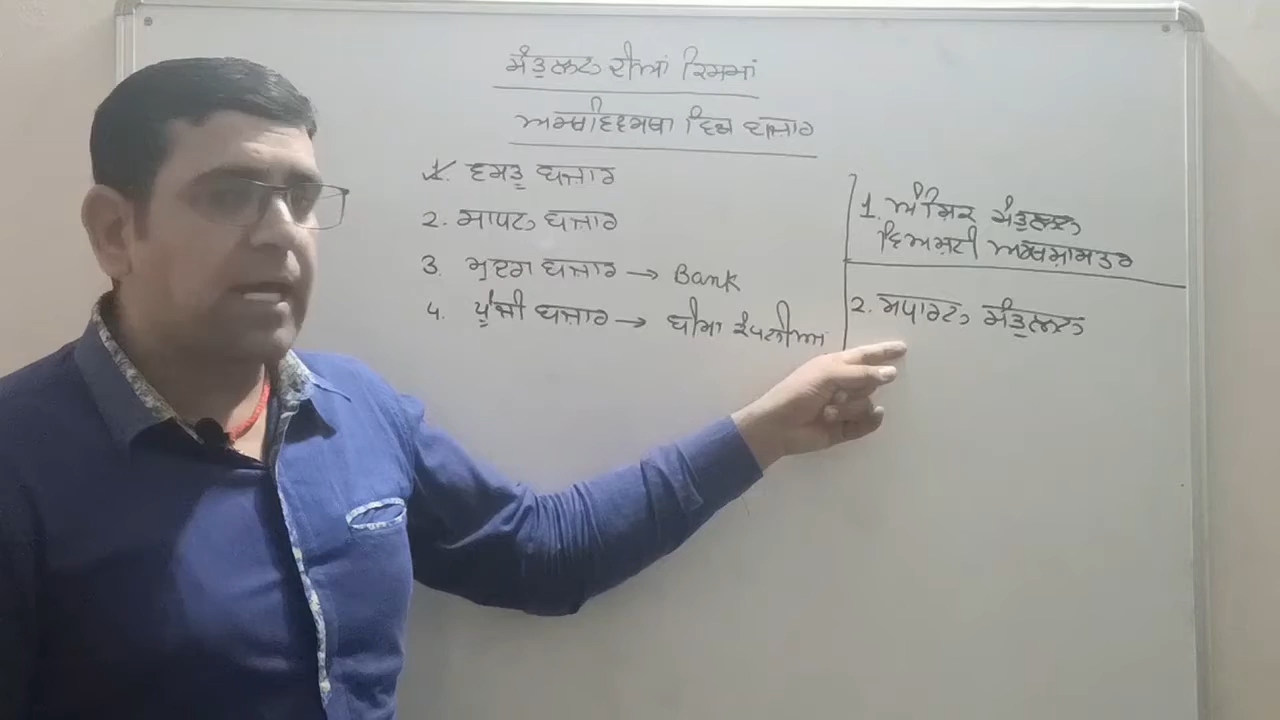 ਸੰਤੁਲਨ ਦੀਆਂ ਕਿਸਮਾਂ
ਅਰਥਵਿਵਸਥਾ ਵਿੱਚ ਬਾਜ਼ਾਰ
1. ਵਸਤੂ ਬਾਜ਼ਾਰ
2. ਸਾਧਨ ਬਾਜ਼ਾਰ
3. ਮੁਦਰਾ ਬਾਜ਼ਾਰ → Bank
4. ਪੂੰਜੀ ਬਾਜ਼ਾਰ → ਬੀਮਾ ਕੰਪਨੀਆਂ
1. ਅੰਸ਼ਿਕ ਸੰਤੁਲਨ
ਵਿਅਸ਼ਟੀ ਅਰਥਸ਼ਾਸਤਰ
2. ਸਧਾਰਨ ਸੰਤੁਲਨ